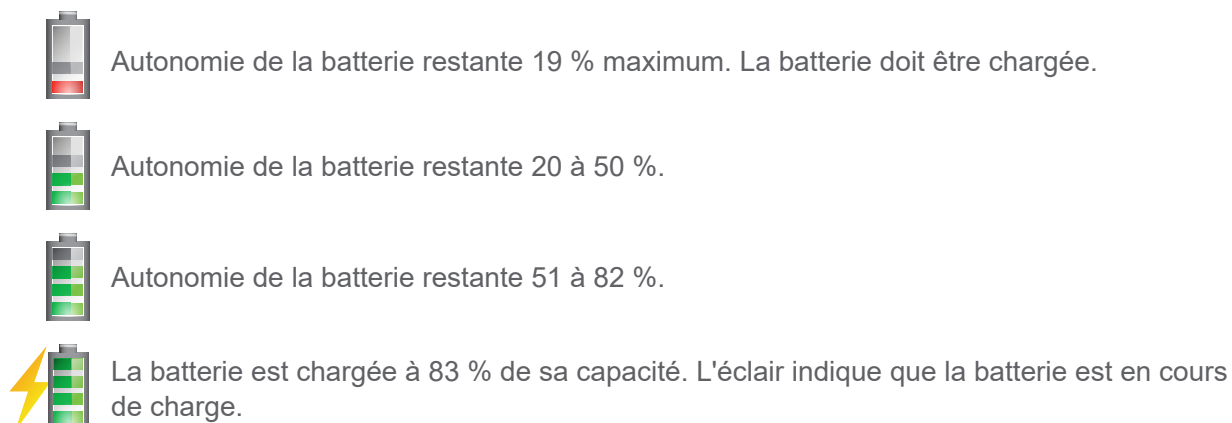 Autonomie de la batterie restante 19 % maximum. La batterie doit être chargée.
Autonomie de la batterie restante 20 à 50 %.
Autonomie de la batterie restante 51 à 82 %.
La batterie est chargée à 83 % de sa capacité. L'éclair indique que la batterie est en cours
de charge.